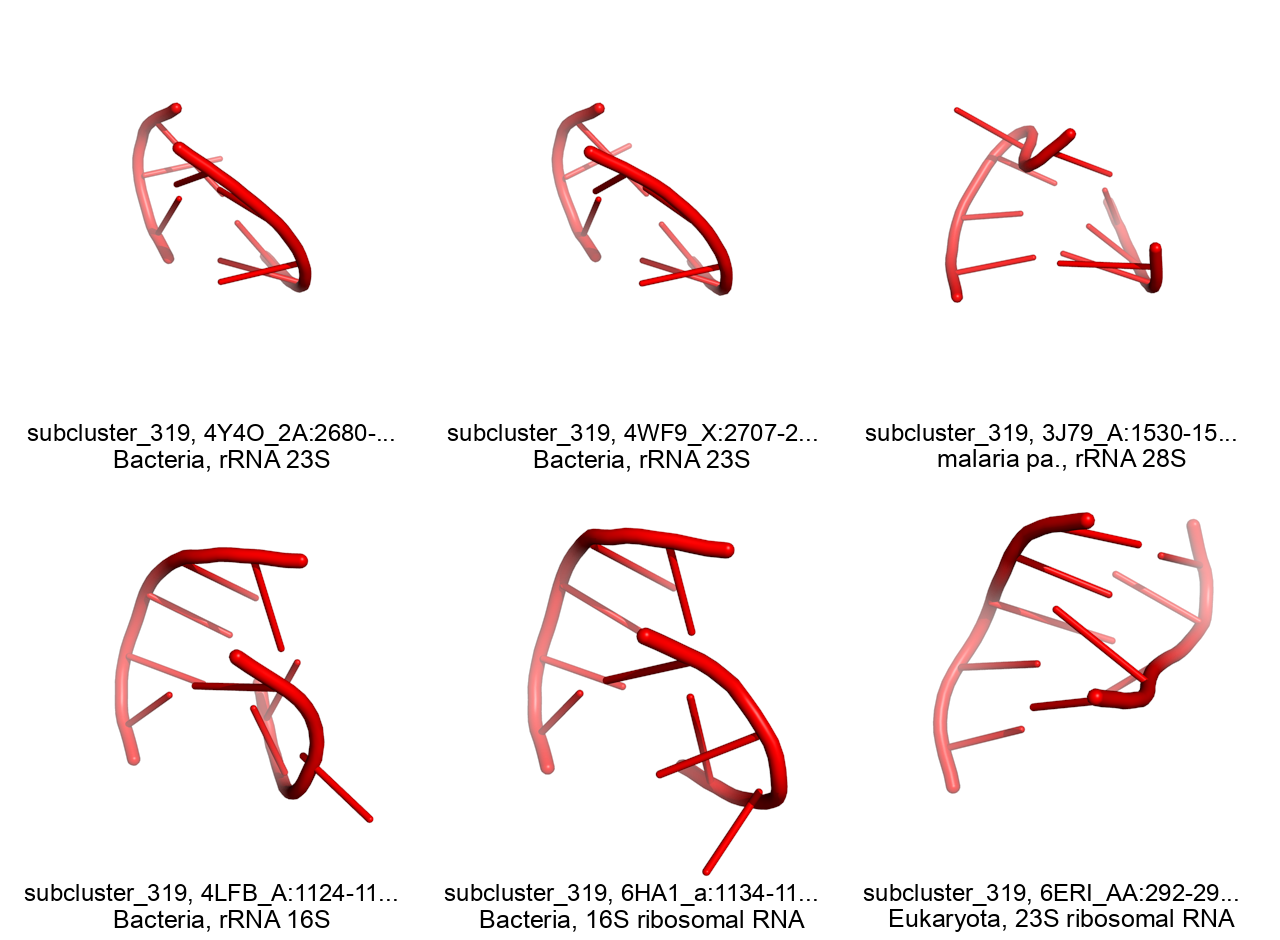 subcluster_319, 4Y4O_2A:2680-...
Bacteria, rRNA 23S
subcluster_319, 4WF9_X:2707-2...
Bacteria, rRNA 23S
subcluster_319, 3J79_A:1530-15...
malaria pa., rRNA 28S
subcluster_319, 4LFB_A:1124-11...
Bacteria, rRNA 16S
subcluster_319, 6HA1_a:1134-11...
Bacteria, 16S ribosomal RNA
subcluster_319, 6ERI_AA:292-29...
Eukaryota, 23S ribosomal RNA